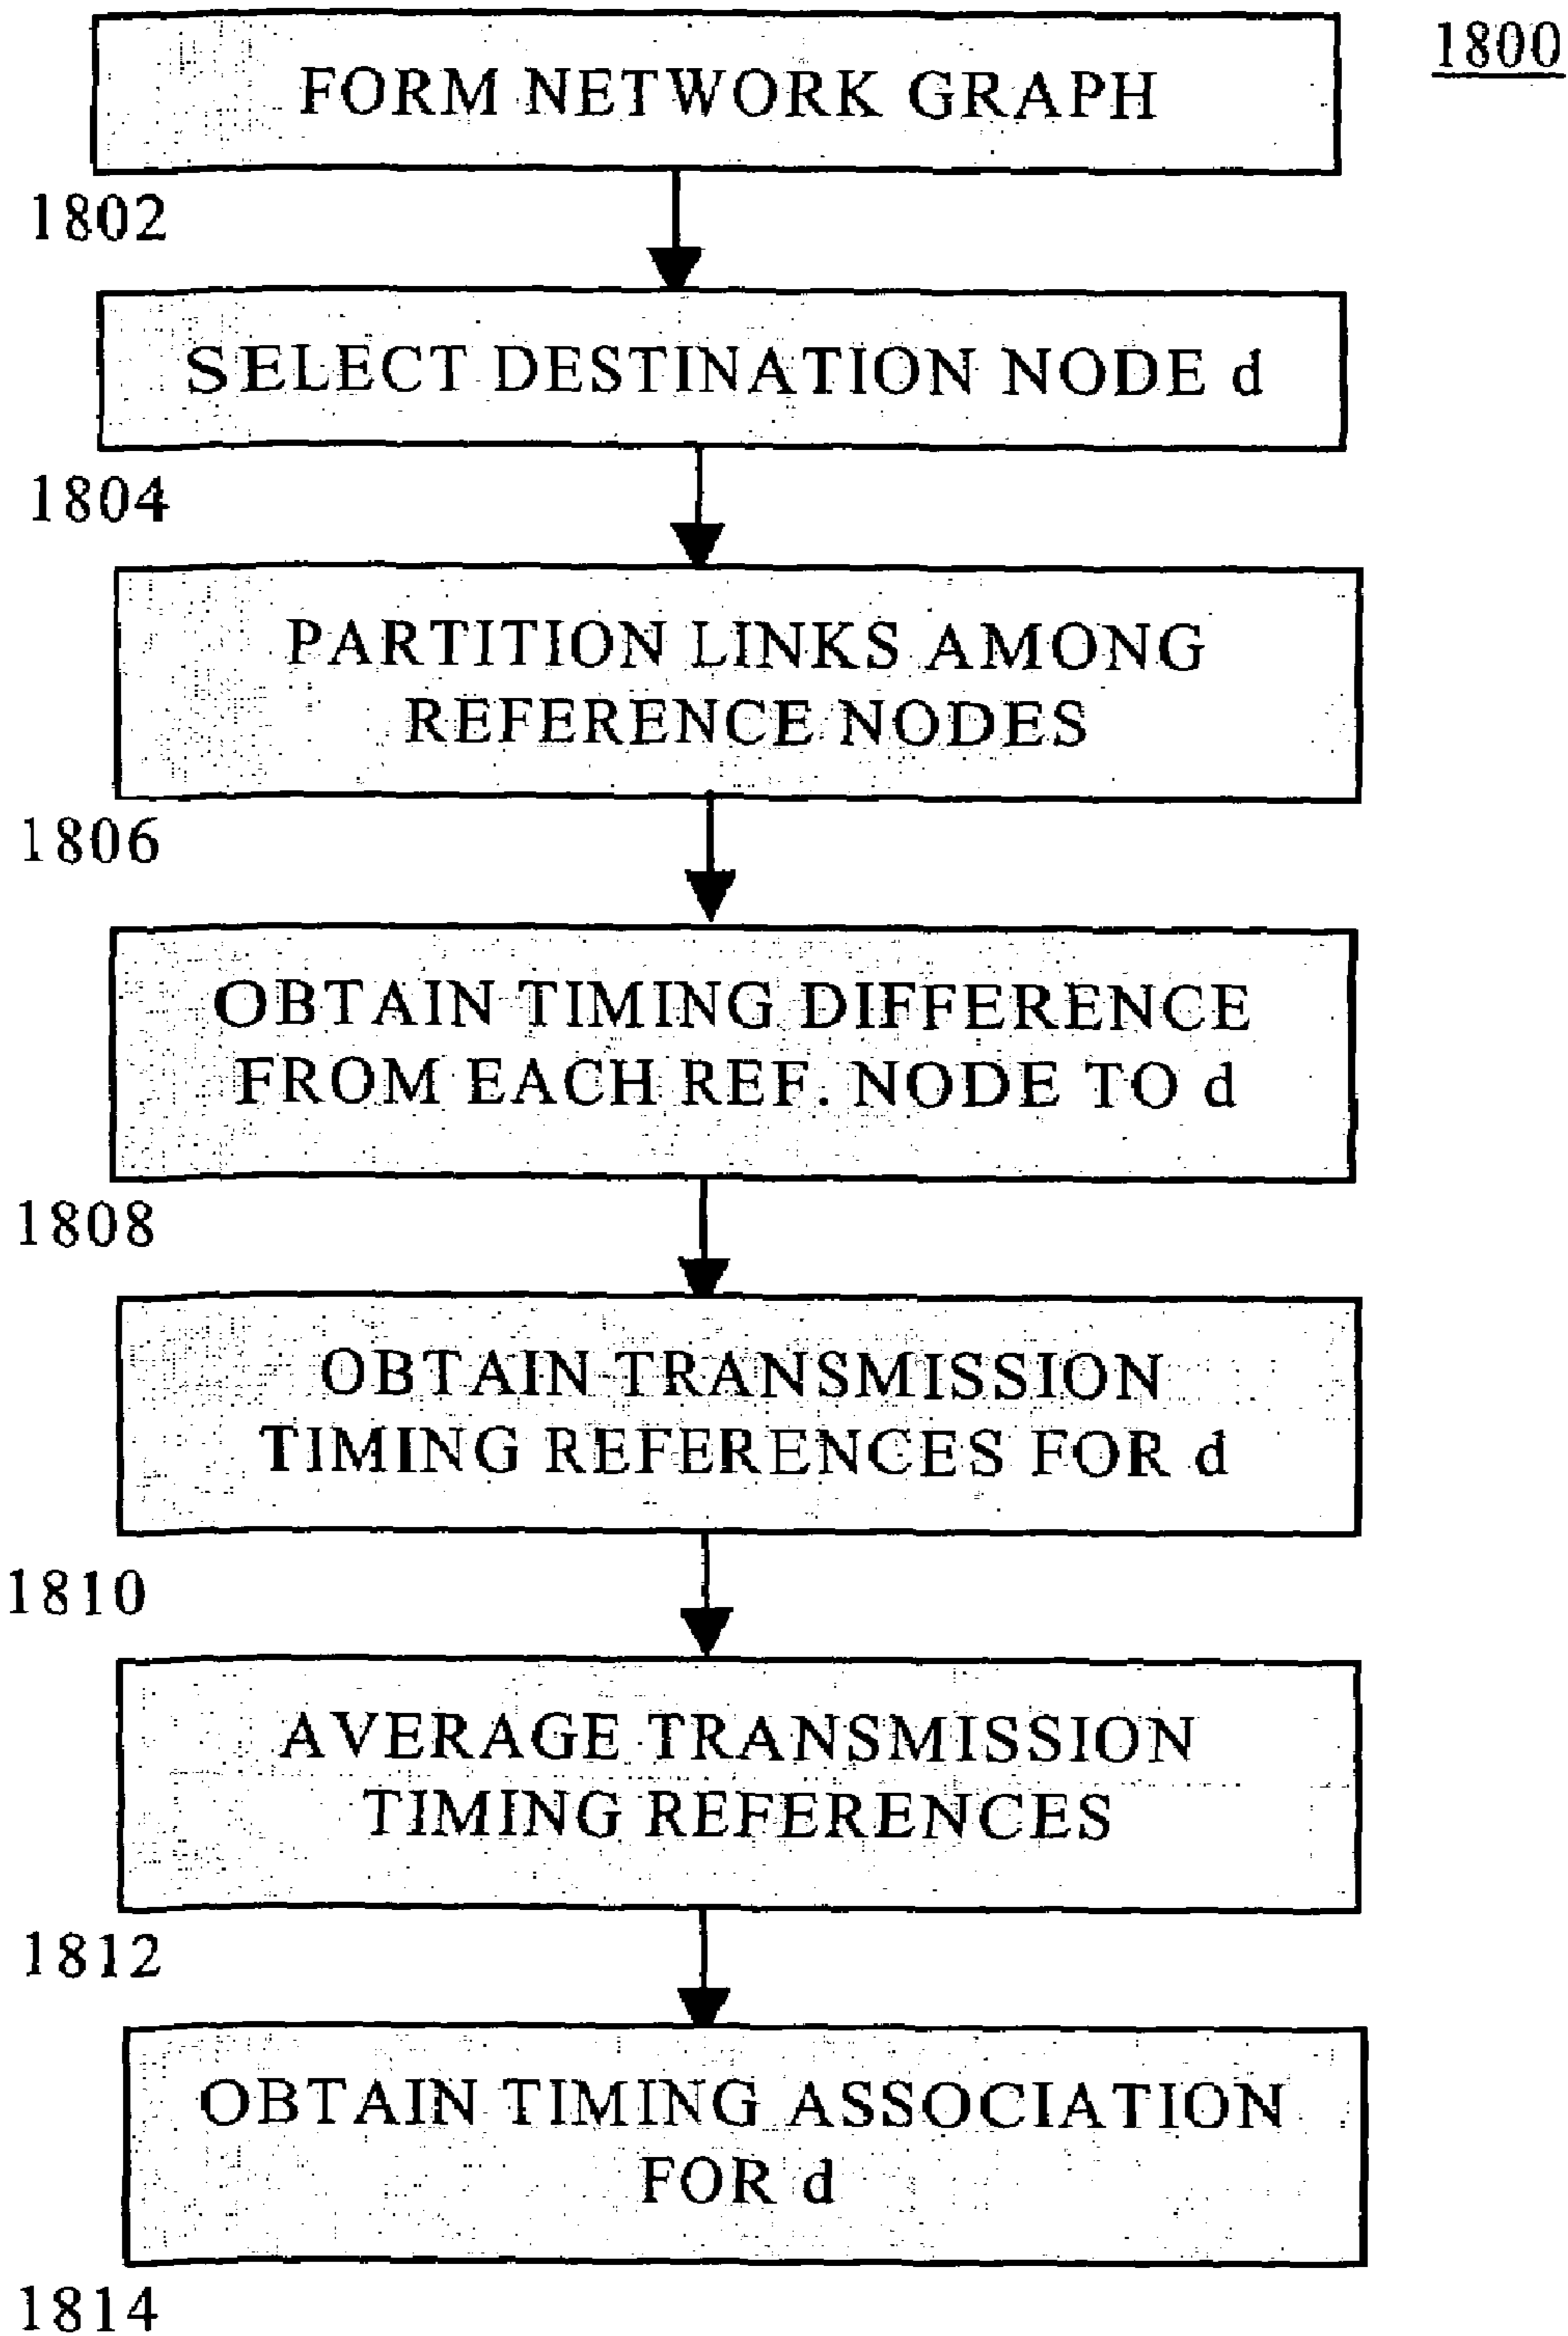 1800
FORM NETWORK GRAPH
1802
SELECT DESTINATION NODE d
1804
PARTITION LINKS AMONG
REFERENCE NODES
1806
OBTAIN TIMING DIFFERENCE
FROM EACH REF. NODE TO d
1808
OBTAIN TRANSMISSION
TIMING REFERENCES FOR d
1810
AVERAGE TRANSMISSION
TIMING REFERENCES
1812
OBTAIN TIMING ASSOCIATION
FOR d
1814